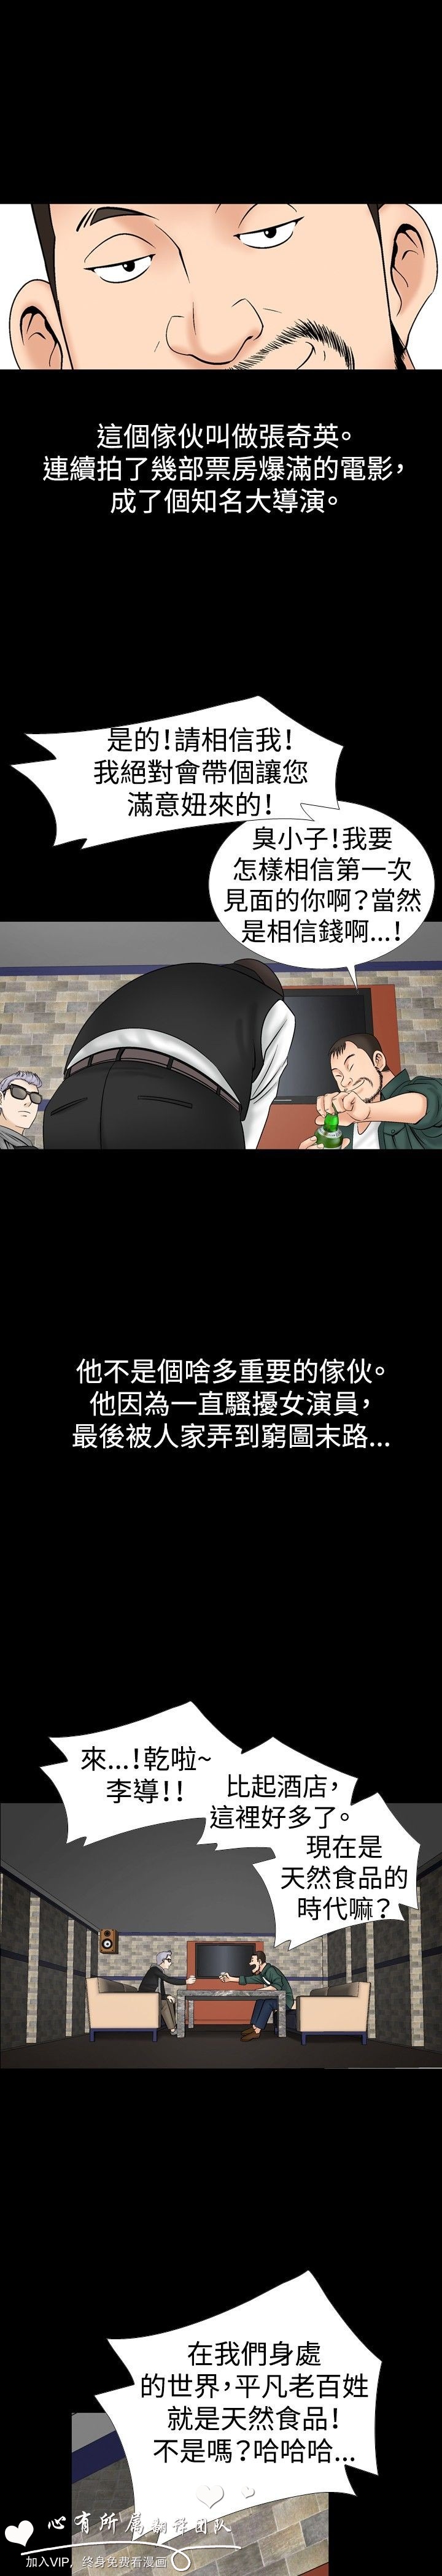 這個傢伙叫做張奇英。
連續拍了幾部票房爆滿的電影，
成了個知名大導演。
是的！請相信我！
我絕對會帶個讓您
滿意妞來的！
臭小子！我要
怎樣相信第一次
見面的你啊？當然
是相信錢啊...！
他不是個啥多重要的傢伙。
他因為一直騷擾女演員，
最後被人家弄到窮圖末路...
來...！乾啦~
李導！！
比起酒店，
這裡好多了。
現在是
天然食品的
時代嘛？
在我們身處
的世界，平凡老百姓
就是天然食品！
不是嗎？哈哈哈...
心有所属翻译团队
加入VIP，终身免费看漫画